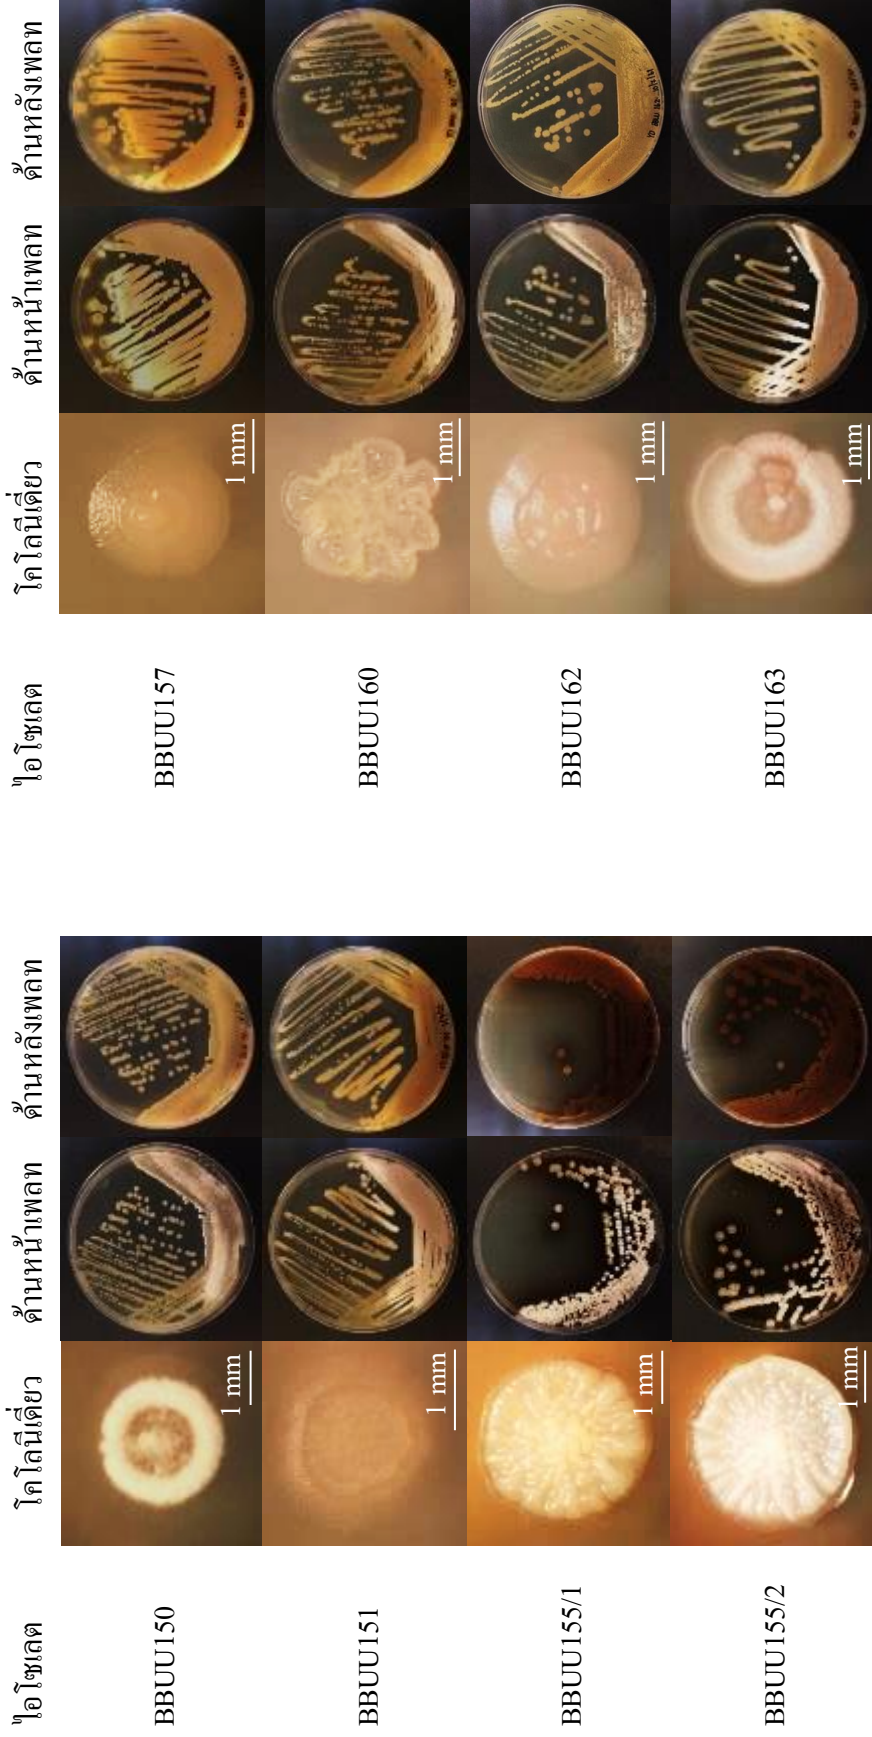 ไอโซเลต โคโลนีเดี่ยว ด้านหน้าเพลท ด้านหลังเพลท
BBUU150 1 mm
BBUU151 1 mm
BBUU155/1 1 mm
BBUU155/2 1 mm
ไอโซเลต โคโลนีเดี่ยว ด้านหน้าเพลท ด้านหลังเพลท
BBUU157 1 mm
BBUU160 1 mm
BBUU162 1 mm
BBUU163 1 mm